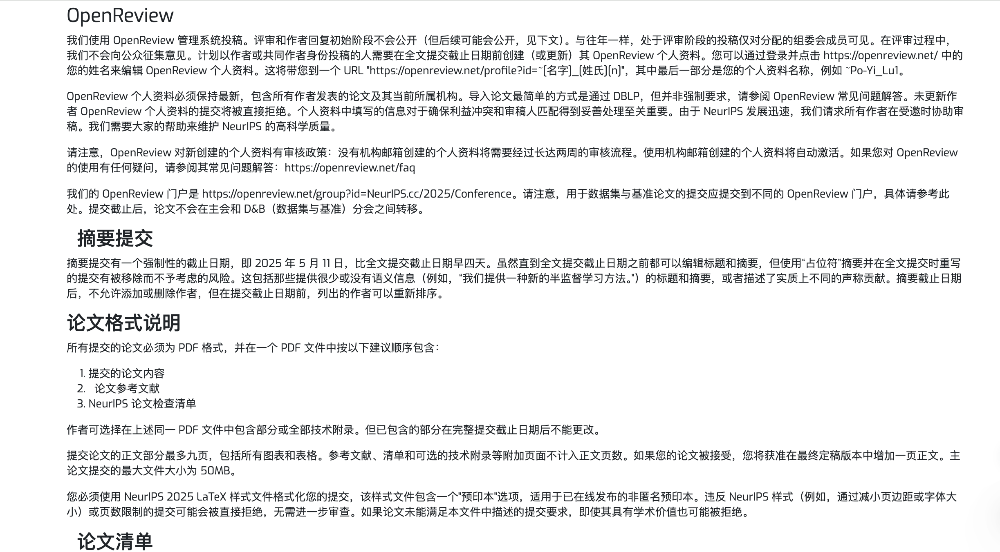 OpenReview
我们使用 OpenReview 管理系统投稿。评审和作者回复初始阶段不会公开（但后续可能会公开，见下文）。与往年一样，处于评审阶段的投稿仅对分配的组委会成员可见。在评审过程中，
我们不会向公众征集意见。计划以作者或共同作者身份投稿的人需要在全文提交截止日期前创建（或更新）其 OpenReview 个人资料。您可以通过登录并点击 https://openreview.net/ 中的
您的姓名来编辑 OpenReview 个人资料。这将带您到一个 URL "https://openreview.net/profile?id=~[名字]_[姓氏][n]"，其中最后一部分是您的个人资料名称，例如 ~Po-Yi_Lu1。
OpenReview 个人资料必须保持最新，包含所有作者发表的论文及其当前所属机构。导入论文最简单的方式是通过 DBLP，但并非强制要求，请参阅 OpenReview 常见问题解答。未更新作
者 OpenReview 个人资料的提交将被直接拒绝。个人资料中填写的信息对于确保利益冲突和审稿人匹配得到妥善处理至关重要。由于 NeurIPS 发展迅速，我们请求所有作者在受邀时协助审
稿。我们需要大家的帮助来维护 NeurIPS 的高科学质量。
请注意，OpenReview 对新创建的个人资料有审核政策：没有机构邮箱创建的个人资料将需要经过长达两周的审核流程。使用机构邮箱创建的个人资料将自动激活。如果您对 OpenReview
的使用有任何疑问，请参阅其常见问题解答：https://openreview.net/faq
我们的 OpenReview 门户是 https://openreview.net/group?id=NeurIPS.cc/2025/Conference。请注意，用于数据集与基准论文的提交应提交到不同的 OpenReview 门户，具体请参考此
处。提交截止后，论文不会在主会和 D&B（数据集与基准）分会之间转移。
摘要提交
摘要提交有一个强制性的截止日期，即 2025 年 5 月 11 日，比全文提交截止日期早四天。虽然直到全文提交截止日期之前都可以编辑标题和摘要，但使用“占位符”摘要并在全文提交时重写
的提交有被移除而不予考虑的风险。这包括那些提供很少或没有语义信息（例如，“我们提供一种新的半监督学习方法。”）的标题和摘要，或者描述了实质上不同的声称贡献。摘要截止日期
后，不允许添加或删除作者，但在提交截止日期前，列出的作者可以重新排序。
论文格式说明
所有提交的论文必须为 PDF 格式，并在一个 PDF 文件中按以下建议顺序包含：
1. 提交的论文内容
2. 论文参考文献
3. NeurIPS 论文检查清单
作者可选择在上述同一 PDF 文件中包含部分或全部技术附录。但已包含的部分在完整提交截止日期后不能更改。
提交论文的正文部分最多九页，包括所有图表和表格。参考文献、清单和可选的技术附录等附加页面不计入正文页数。如果您的论文被接受，您将获准在最终定稿版本中增加一页正文。主
论文提交的最大文件大小为 50MB。
您必须使用 NeurIPS 2025 LaTeX 样式文件格式化您的提交，该样式文件包含一个"预印本"选项，适用于已在线发布的非匿名预印本。违反 NeurIPS 样式（例如，通过减小页边距或字体大
小）或页数限制的提交可能会被直接拒绝，无需进一步审查。如果论文未能满足本文件中描述的提交要求，即使其具有学术价值也可能被拒绝。
论文清单